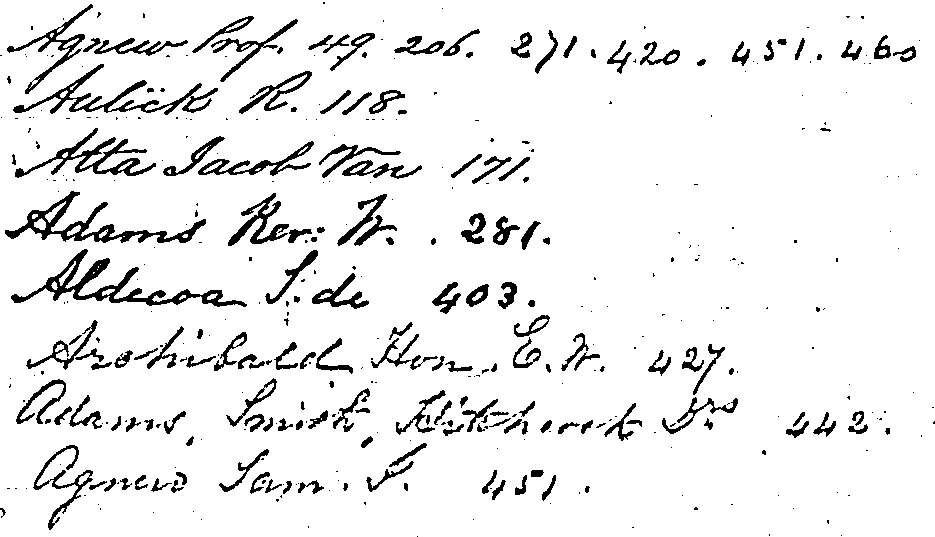 Agnew Prof. 49. 206. 271. 420. 451. 460
Aulick R. 118.
Atta Jacob Van 171.
Adams Rev: W. 281.
Aldecoa S. de 403.
Archibald Hon. E. W. 427.
Adams, Smith, Hitchcock Drs 442.
Agnew Sam. S. 451.